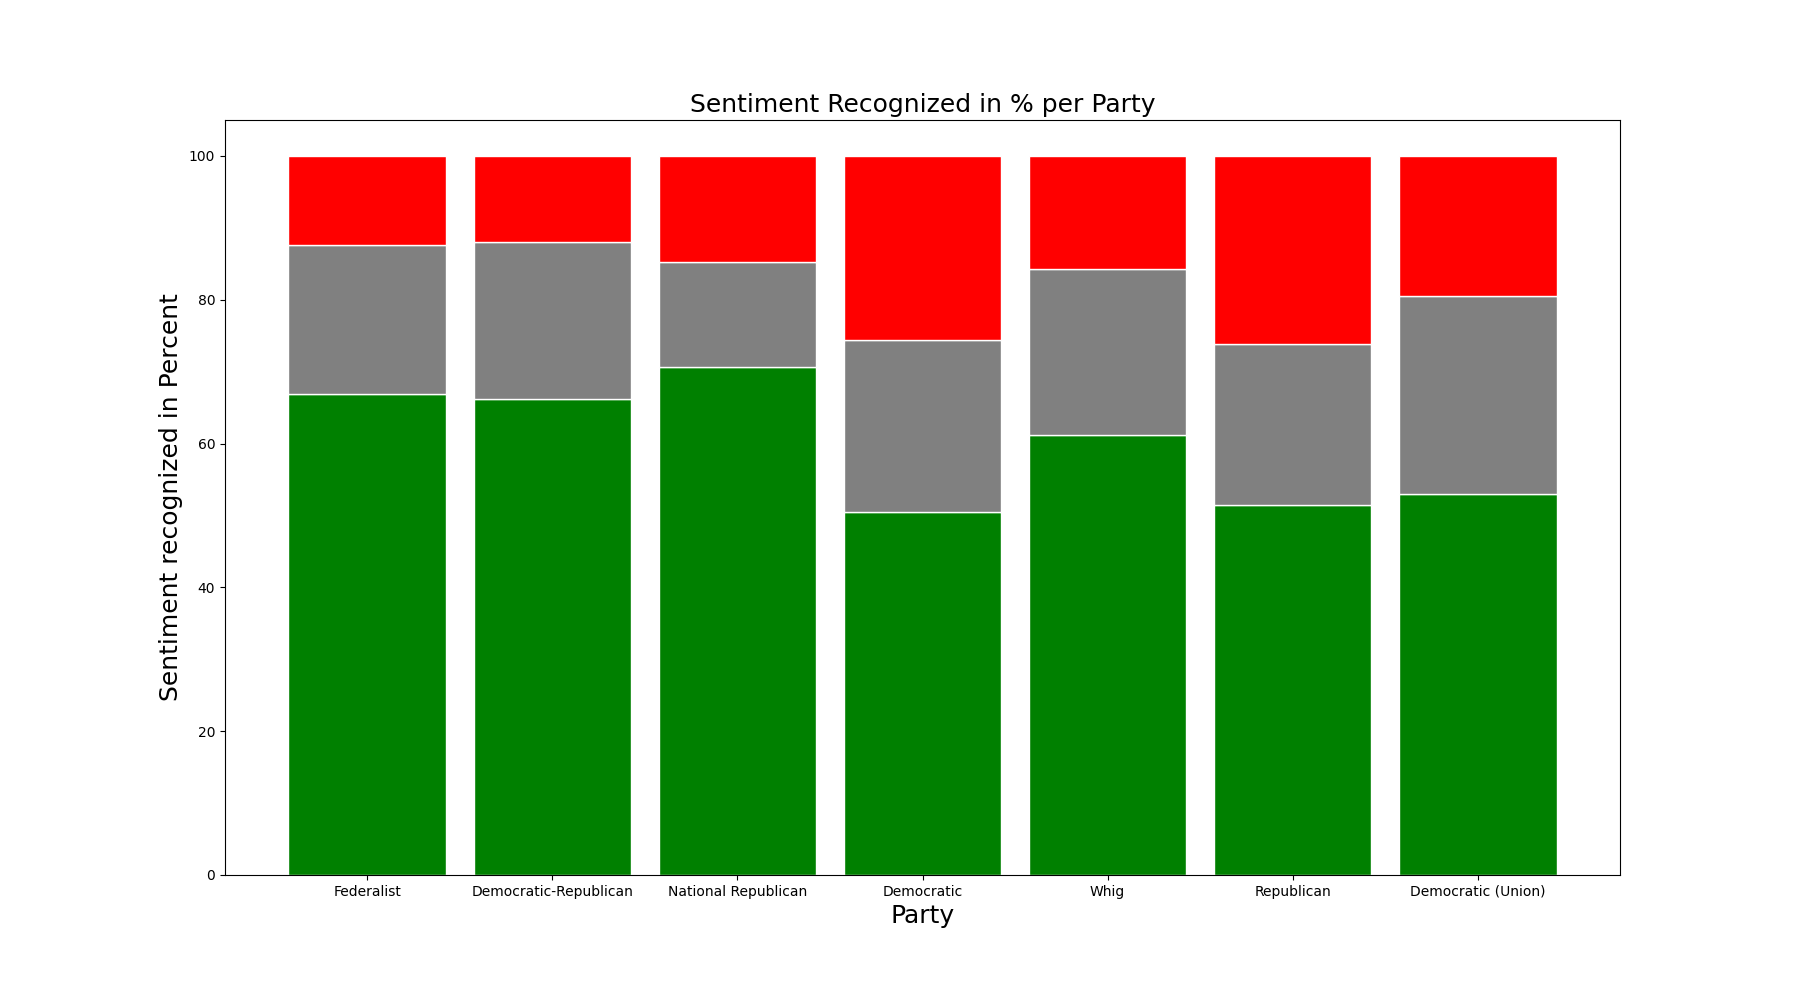 Sentiment Recognized in % per Party
Sentiment recognized in Percent
100
80
60
40
20
0
Federalist
Democratic-Republican
National Republican
Democratic
Whig
Republican
Democratic (Union)
Party